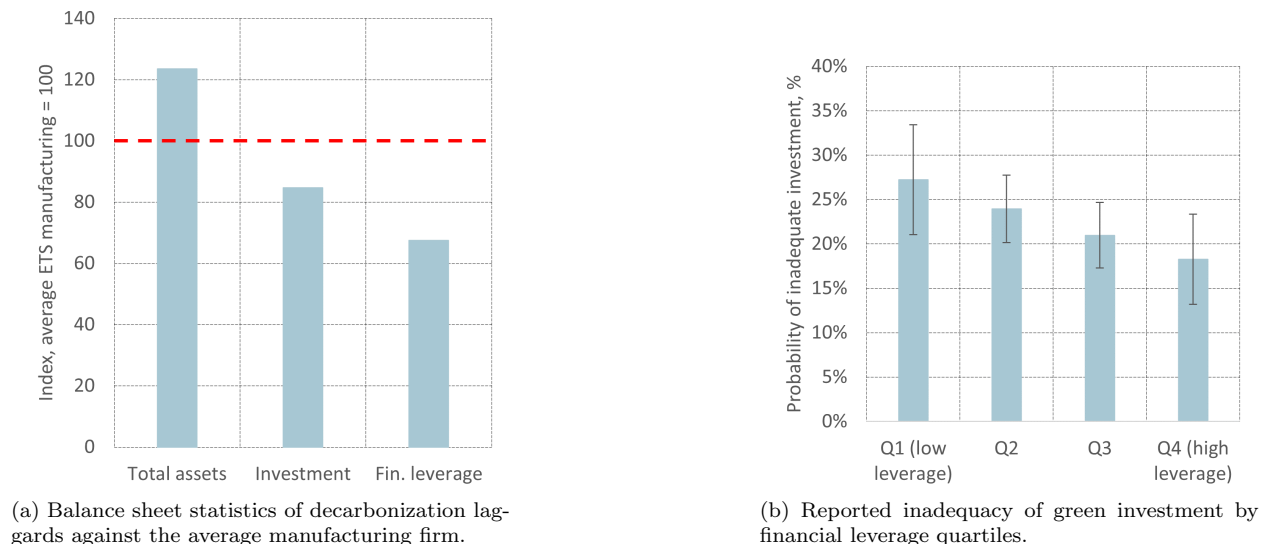 Index, average ETS manufacturing = 100
140
120
100
80
60
40
20
0
Total assets
Investment
Fin. leverage
(a) Balance sheet statistics of decarbonization lag-
gards against the average manufacturing firm.
Probability of inadequate investment, %
40%
35%
30%
25%
20%
15%
10%
5%
0%
Q1 (low
leverage)
Q2
Q3
Q4 (high
leverage)
(b) Reported inadequacy of green investment by
financial leverage quartiles.